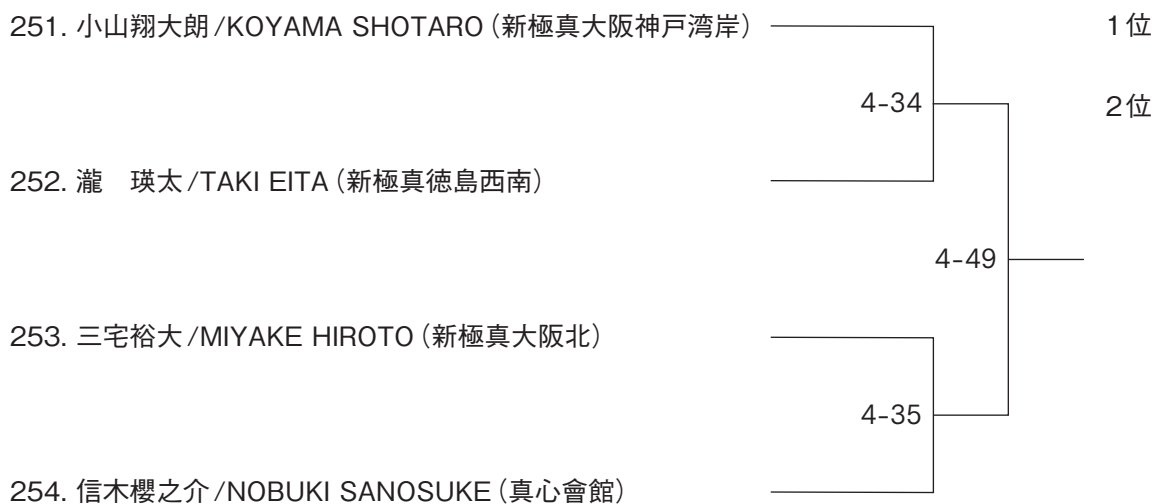 251. 小山翔大朗/KOYAMA SHOTARO（新極真大阪神戸湾岸）
1位
4-34
2位
252. 瀧　瑛太/TAKI EITA（新極真徳島西南）
4-49
253. 三宅裕大/MIYAKE HIROTO（新極真大阪北）
4-35
254. 信木櫻之介/NOBUKI SANOSUKE（真心會館）